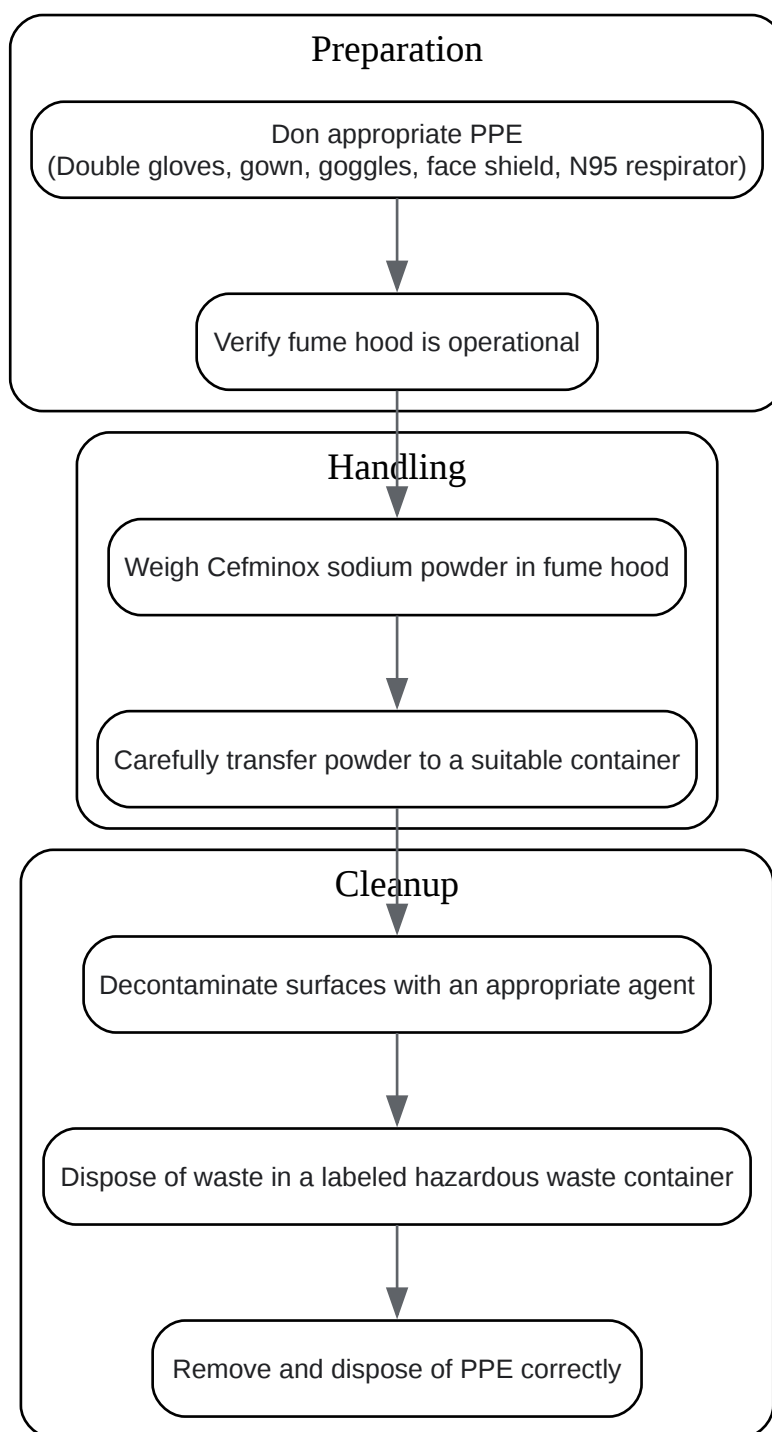 Preparation
Don appropriate PPE
(Double gloves, gown, goggles, face shield, N95 respirator)
Verify fume hood is operational
Handling
Weigh Cefminox sodium powder in fume hood
Carefully transfer powder to a suitable container
Cleanup
Decontaminate surfaces with an appropriate agent
Dispose of waste in a labeled hazardous waste container
Remove and dispose of PPE correctly